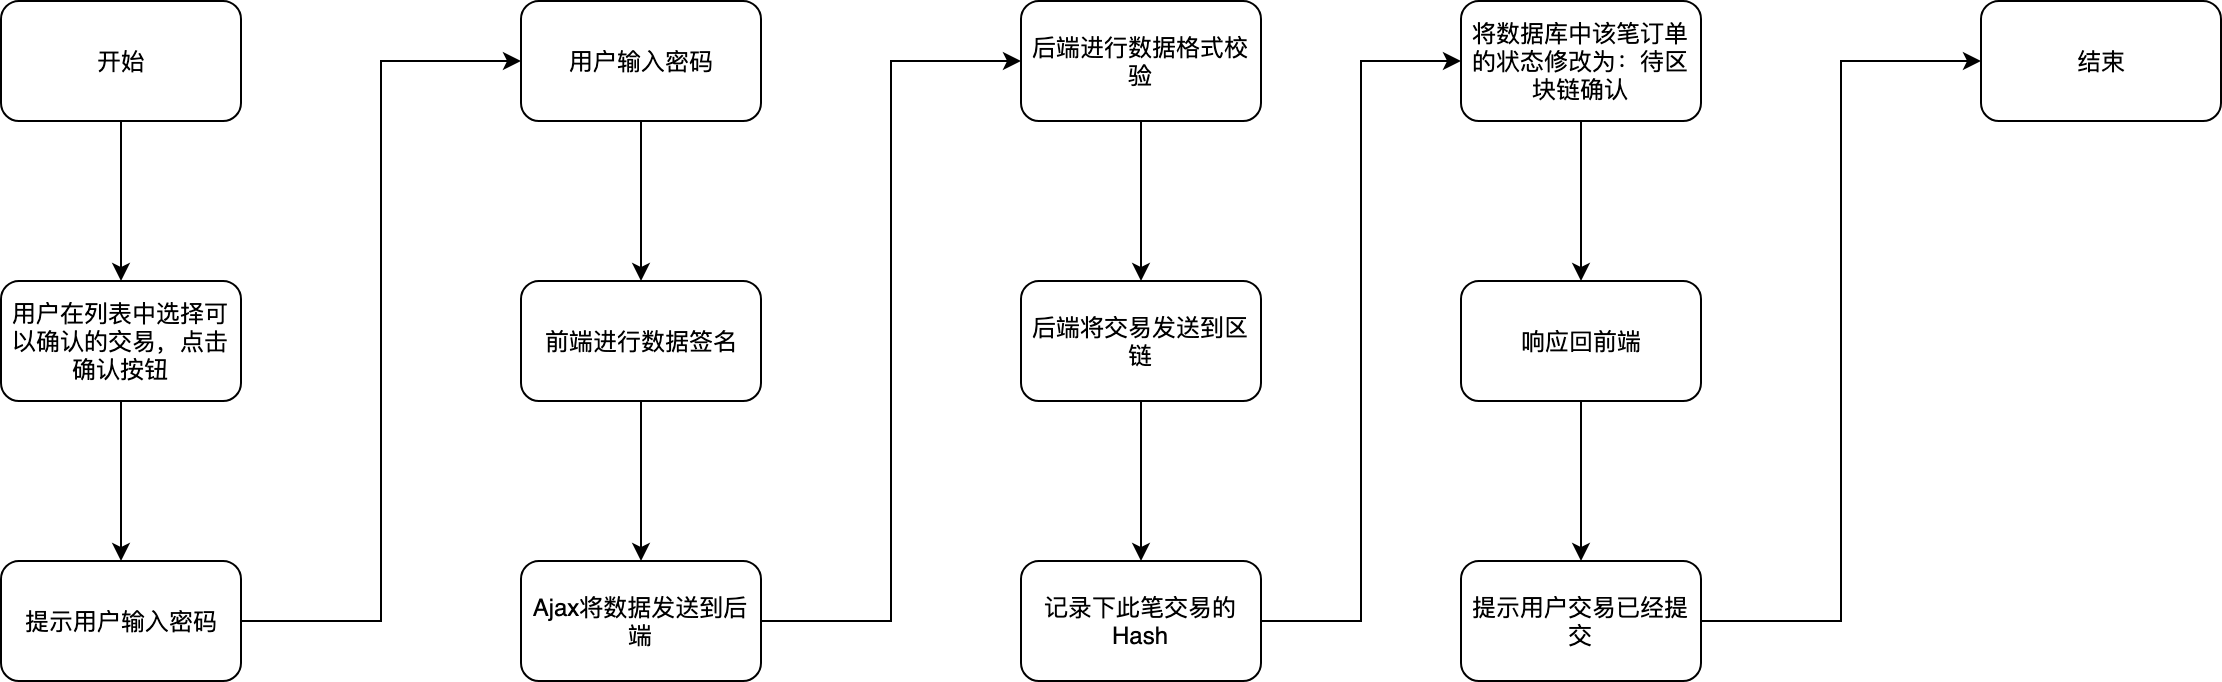 开始
用户在列表中选择可
以确认的交易，点击
确认按钮
提示用户输入密码
用户输入密码
前端进行数据签名
Ajax将数据发送到后
端
后端进行数据格式校
验
后端将交易发送到区
链
记录下此笔交易的
Hash
将数据库中该笔订单
的状态修改为：待区
块链确认
响应回前端
提示用户交易已经提
交
结束